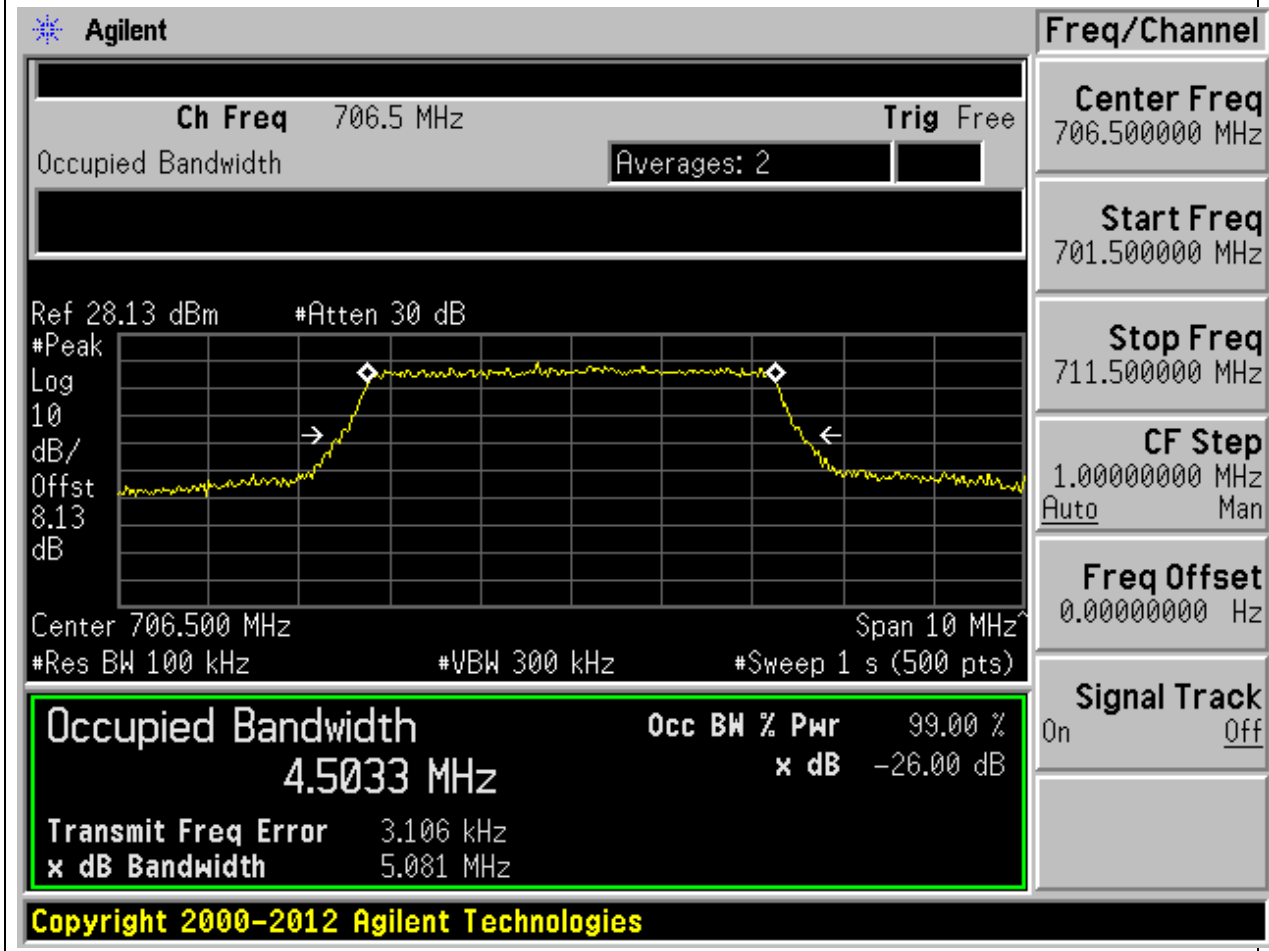 Agilent
Freq/Channel
Ch Freq 706.5 MHz Trig Free
Occupied Bandwidth Averages: 2
Center Freq
706.500000 MHz
Start Freq
701.500000 MHz
Stop Freq
711.500000 MHz
CF Step
1.00000000 MHz
Auto Man
Freq Offset
0.00000000 Hz
Signal Track
On Off
Ref 28.13 dBm #Atten 30 dB
#Peak
Log
10
dB/
Offst
8.13
dB
Center 706.500 MHz Span 10 MHz^
#Res BW 100 kHz #VBW 300 kHz #Sweep 1 s (500 pts)
Occupied Bandwidth
4.5033 MHz
Occ BW % Pwr 99.00 %
x dB -26.00 dB
Transmit Freq Error 3.106 kHz
x dB Bandwidth 5.081 MHz
Copyright 2000-2012 Agilent Technologies